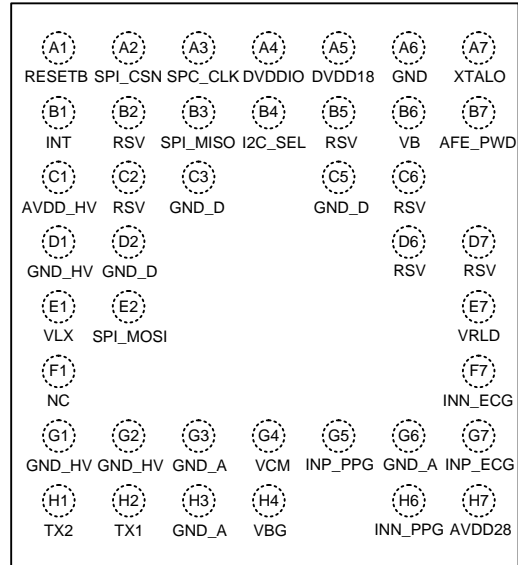 A1 A2 A3 A4 A5 A6 A7
RESETB SPI_CSN SPC_CLK DVDDIO DVDD18 GND XTALO
B1 B2 B3 B4 B5 B6 B7
INT RSV SPI_MISO I2C_SEL RSV VB AFE_PWD
C1 C2 C3 C5 C6
AVDD_HV RSV GND_D GND_D RSV
D1 D2 D6 D7
GND_HV GND_D RSV RSV
E1 E2 E7
VLX SPI_MOSI VRLD
F1 F7
NC INN_ECG
G1 G2 G3 G4 G5 G6 G7
GND_HV GND_HV GND_A VCM INP_PPG GND_A INP_ECG
H1 H2 H3 H4 H6 H7
TX2 TX1 GND_A VBG INN_PPG AVDD28